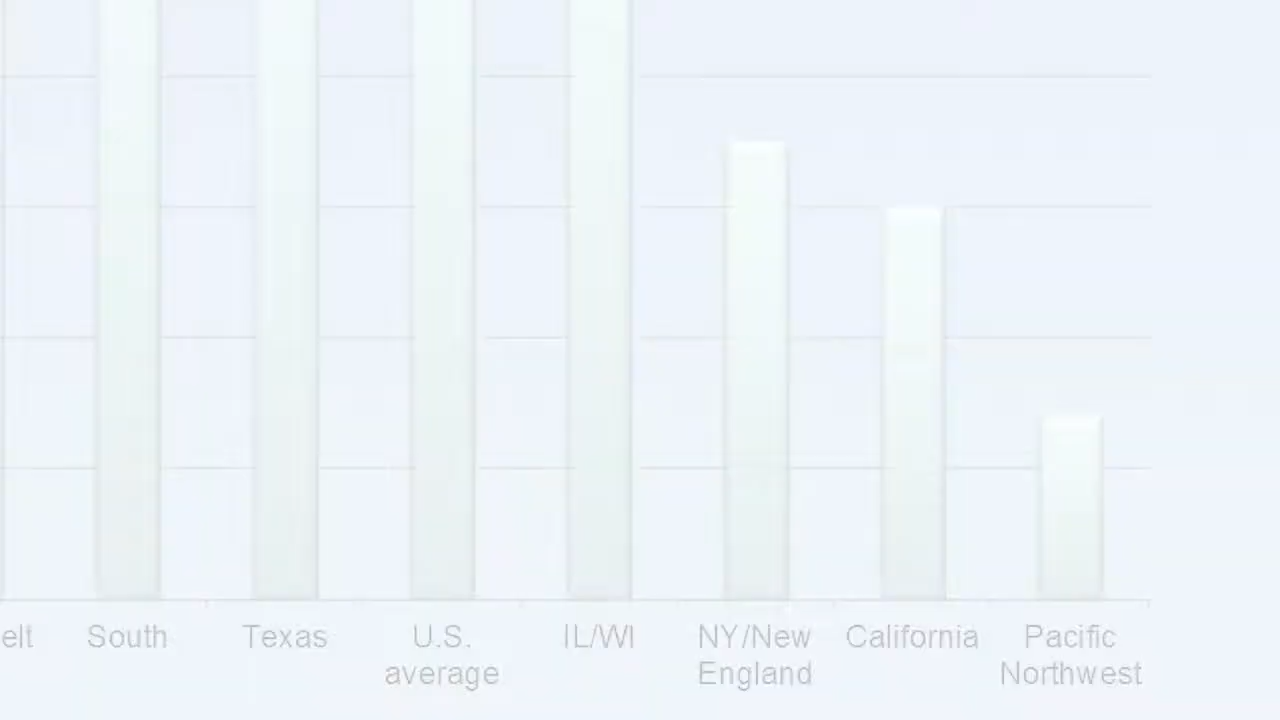 elt South Texas U.S. IL/WI NY/New California Pacific
average England Northwest